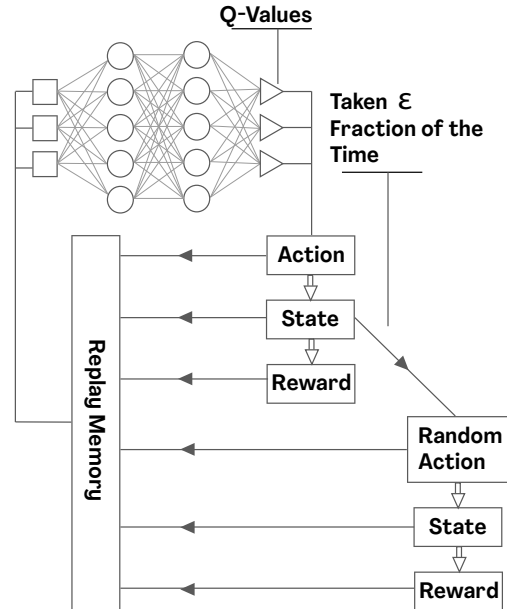 Q-Values
Taken ε
Fraction of the
Time
Action
State
Reward
Replay Memory
Random
Action
State
Reward